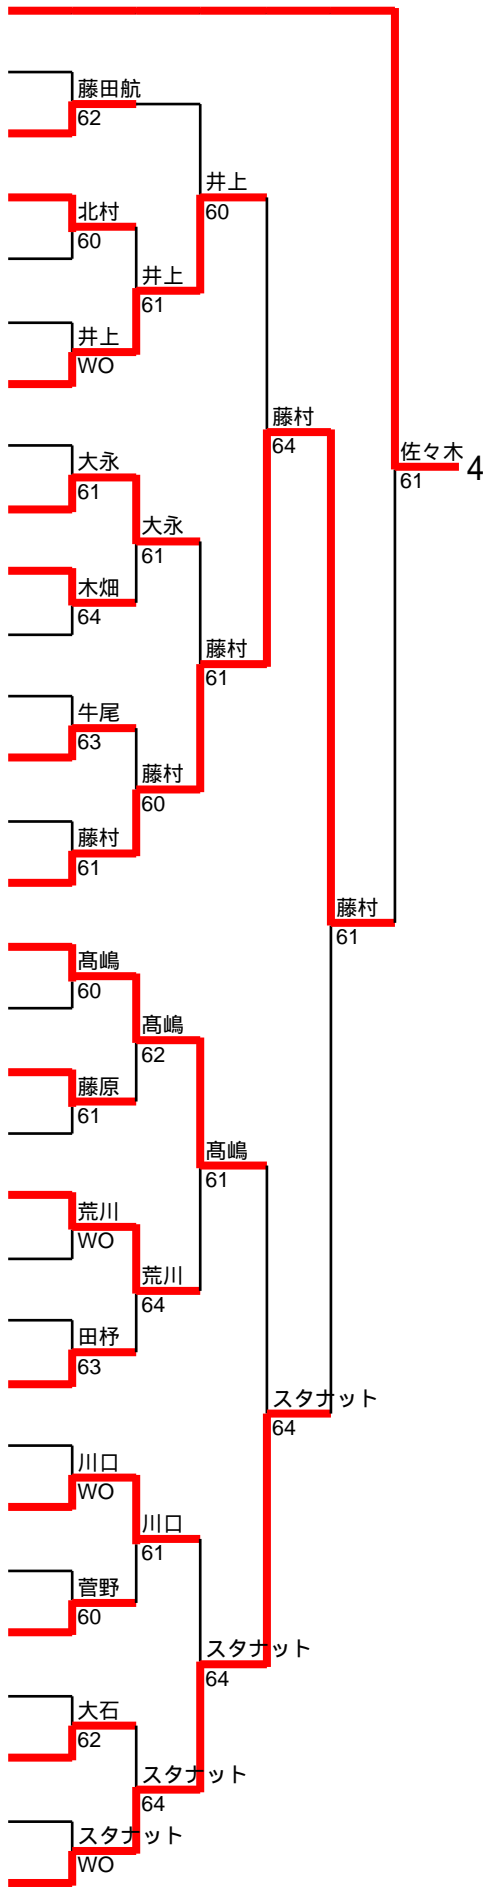 藤田航
62
井上
60
北村
60
井上
61
井上
WO
藤村
64
佐々木 4
61
大永
61
大永
61
木畑
64
藤村
61
牛尾
63
藤村
60
藤村
61
藤村
61
髙嶋
60
髙嶋
62
藤原
61
髙嶋
61
荒川
WO
荒川
64
田杼
63
スタナット
64
川口
WO
川口
61
菅野
60
スタナット
64
大石
62
スタナット
64
スタナット
WO